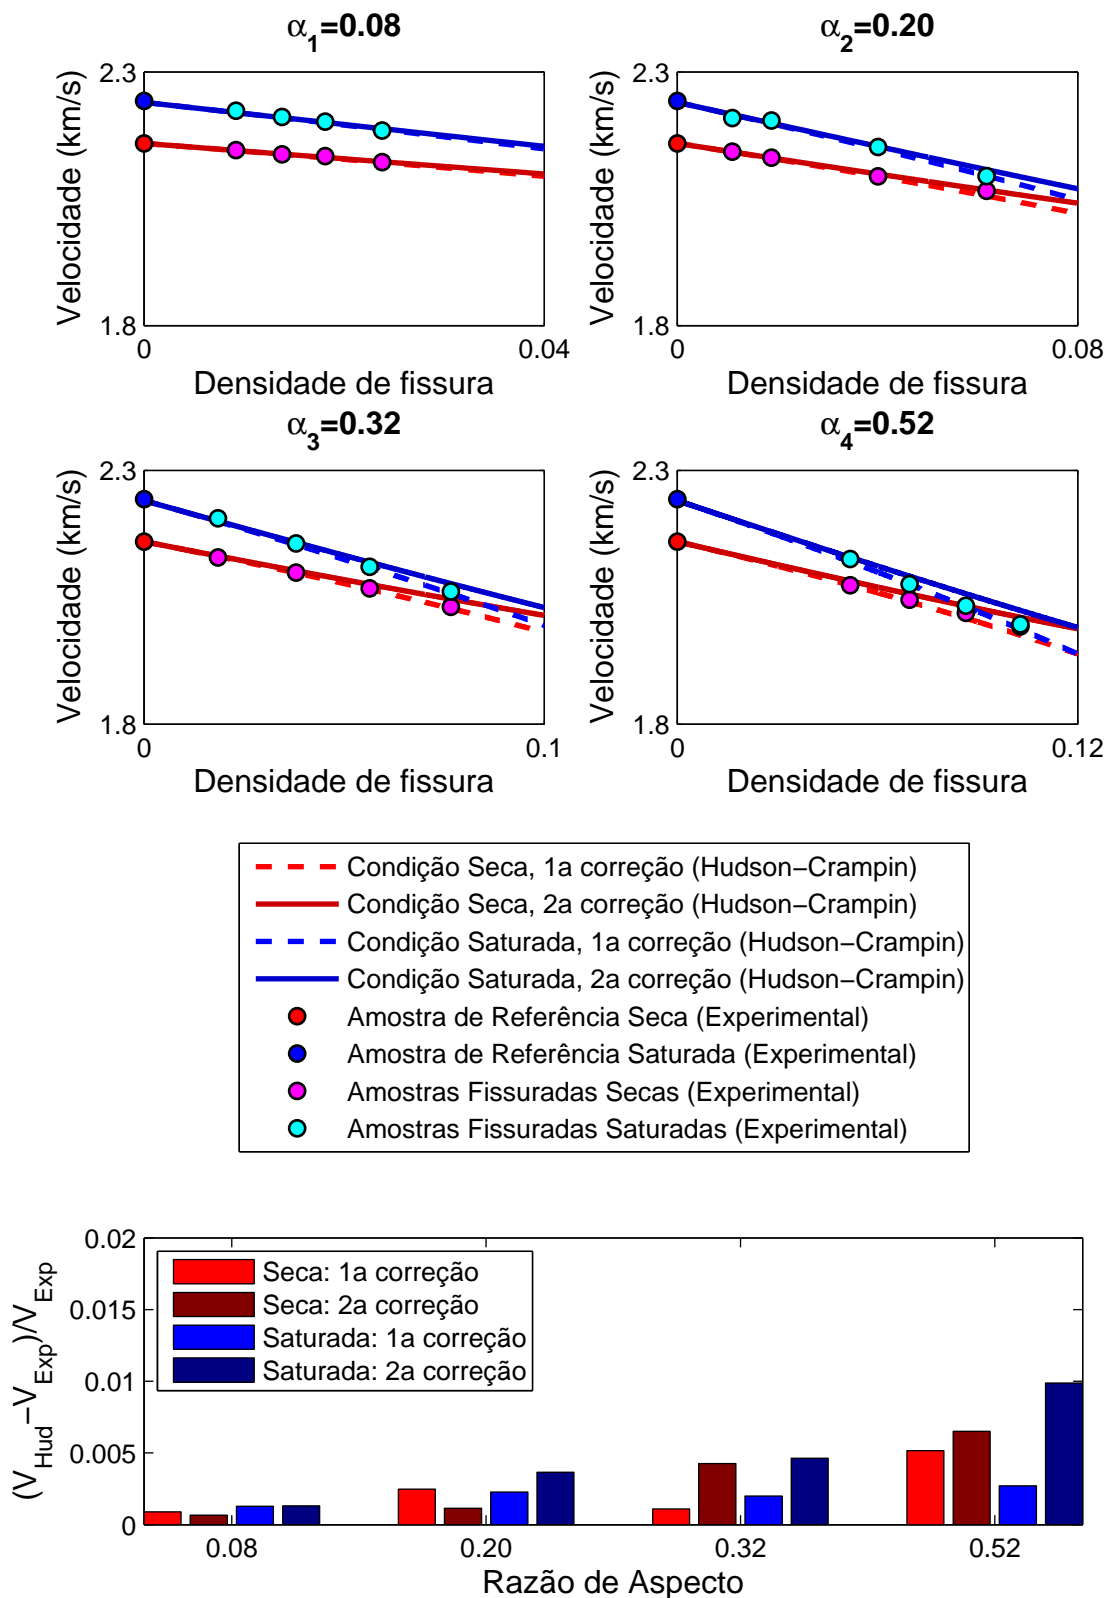 α1=0.08
α2=0.20
2.3
1.8
Velocidade (km/s)
0
0.04
Densidade de fissura
2.3
1.8
Velocidade (km/s)
0
0.08
Densidade de fissura
α3=0.32
α4=0.52
2.3
1.8
Velocidade (km/s)
0
0.1
Densidade de fissura
2.3
1.8
Velocidade (km/s)
0
0.12
Densidade de fissura
Condição Seca, 1a correção (Hudson−Crampin)
Condição Seca, 2a correção (Hudson−Crampin)
Condição Saturada, 1a correção (Hudson−Crampin)
Condição Saturada, 2a correção (Hudson−Crampin)
Amostra de Referência Seca (Experimental)
Amostra de Referência Saturada (Experimental)
Amostras Fissuradas Secas (Experimental)
Amostras Fissuradas Saturadas (Experimental)
0.02
0.015
0.01
0.005
0
(V_Hud−V_Exp)/V_Exp
Seca: 1a correção
Seca: 2a correção
Saturada: 1a correção
Saturada: 2a correção
0.08
0.20
0.32
0.52
Razão de Aspecto